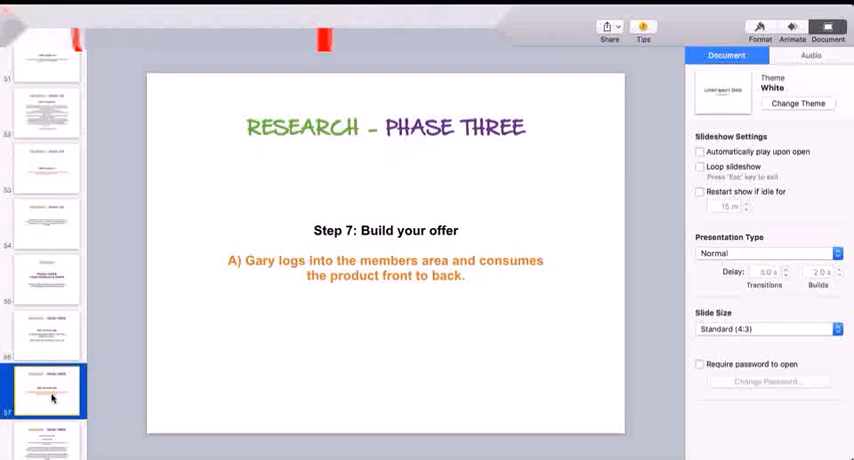 Share
Tips
Format
Animate
Document
Document
Audio
Theme
White
Change Theme
Slideshow Settings
Automatically play upon open
Loop slideshow
Press 'Esc' key to exit
Restart show if idle for
15 m
Presentation Type
Normal
Delay: 5.0 s 2.0 s
Transitions Builds
Slide Size
Standard (4:3)
Require password to open
Change Password...
RESEARCH - PHASE THREE
Step 7: Build your offer
A) Gary logs into the members area and consumes
the product front to back.
53
54
55
56
57